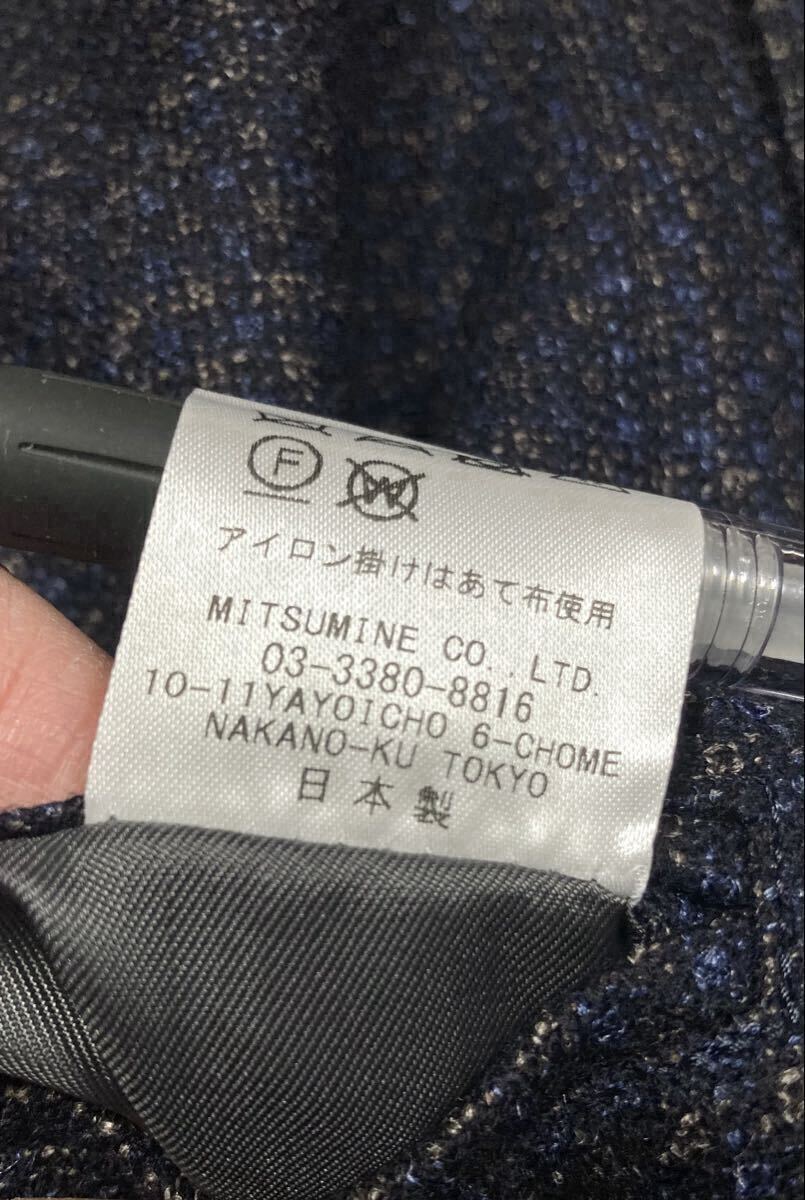 F W
アイロン掛けはあて布使用
MITSUMINE CO.,LTD.
03-3380-8816
10-11YAYOICHO 6-CHOME
NAKANO-KU TOKYO
日本製